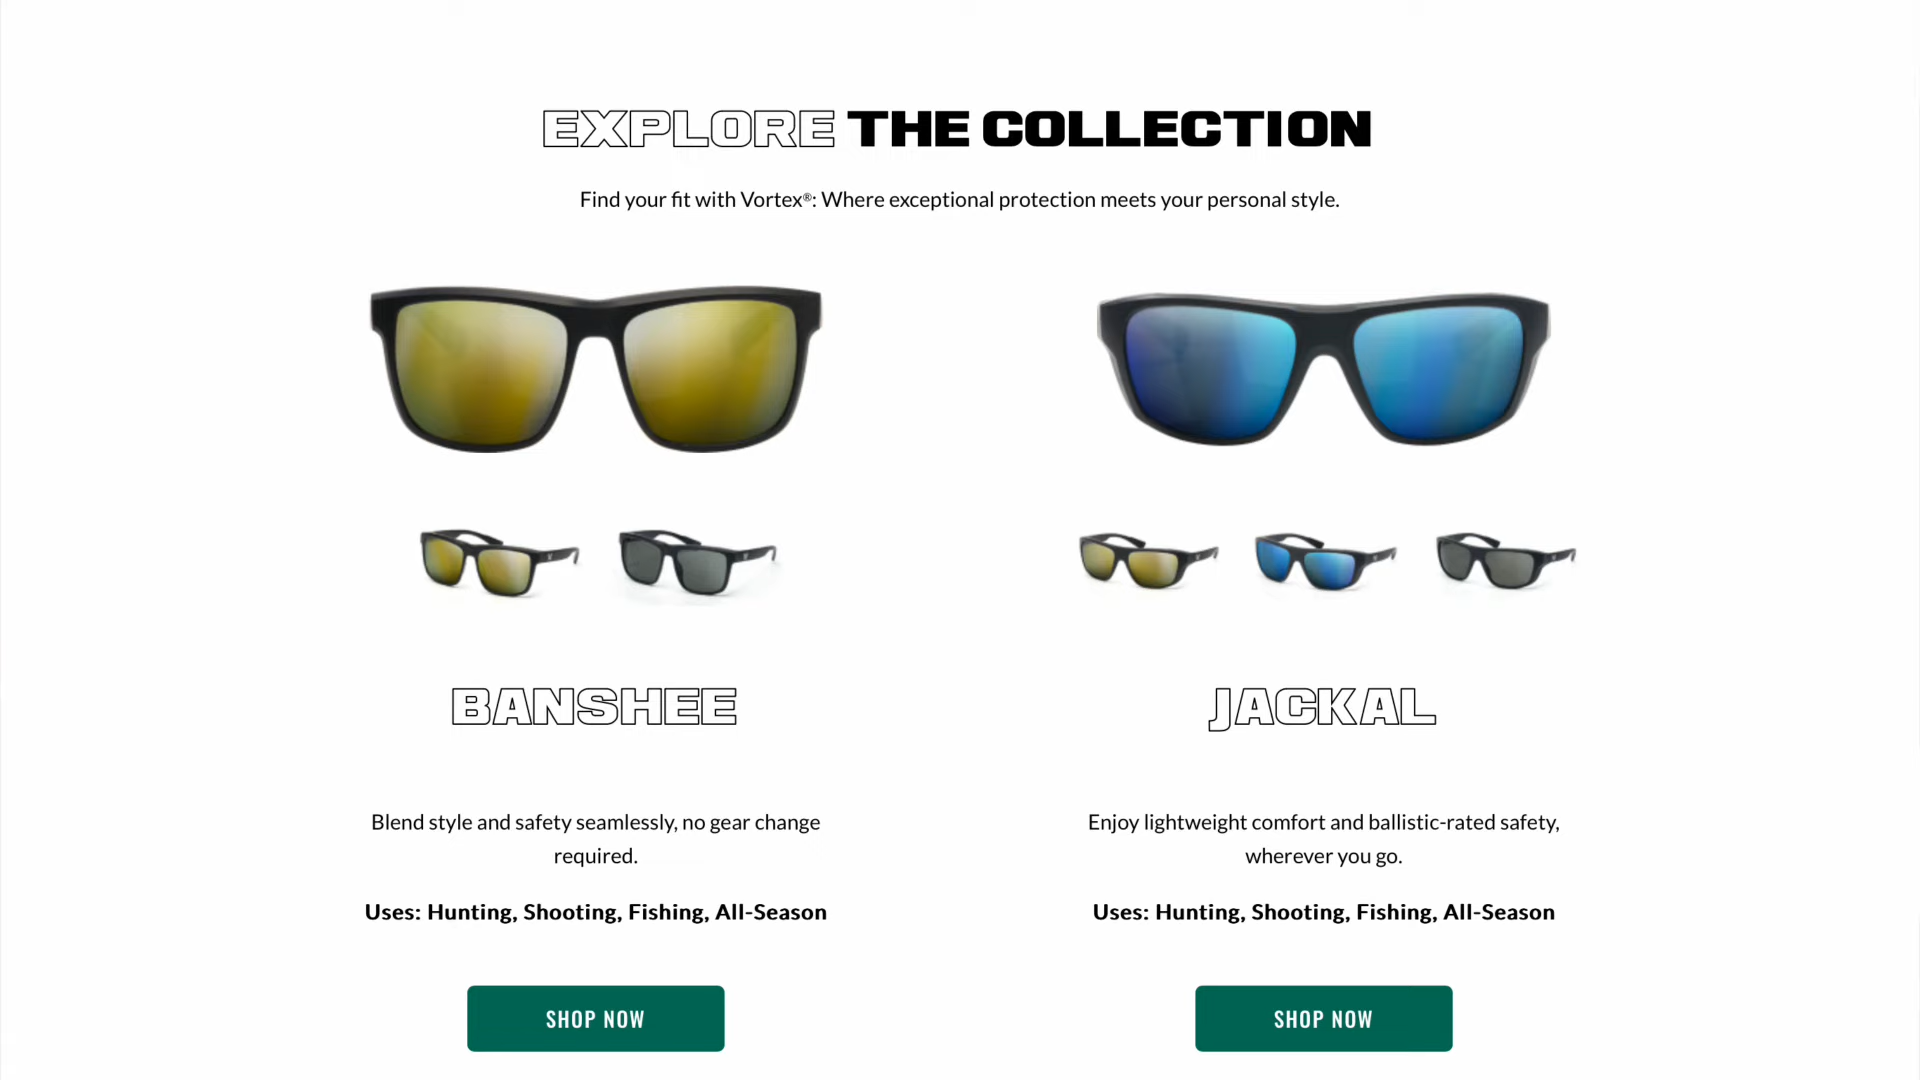 EXPLORE THE COLLECTION
Find your fit with Vortex®: Where exceptional protection meets your personal style.
BANSHEE
Blend style and safety seamlessly, no gear change
required.
Uses: Hunting, Shooting, Fishing, All-Season
SHOP NOW
JACKAL
Enjoy lightweight comfort and ballistic-rated safety,
wherever you go.
Uses: Hunting, Shooting, Fishing, All-Season
SHOP NOW